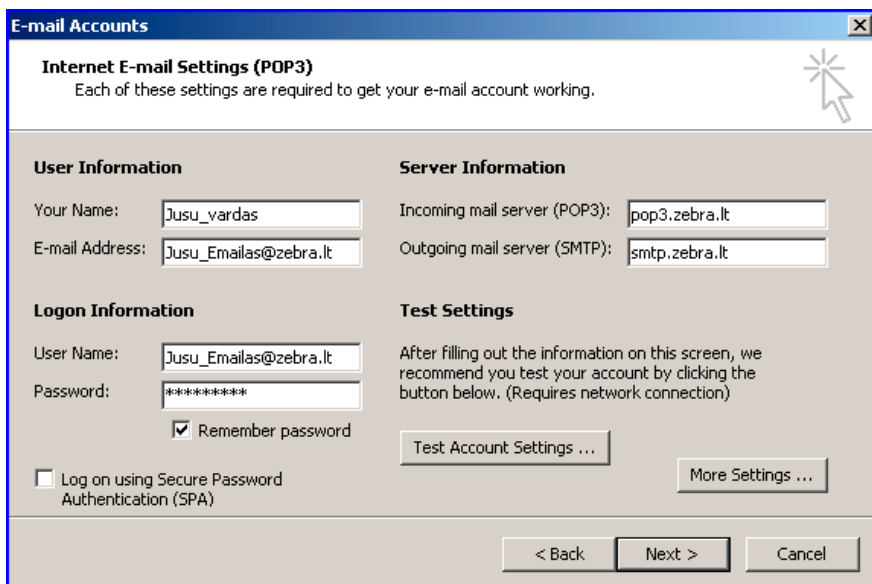 E-mail Accounts
Internet E-mail Settings (POP3)
Each of these settings are required to get your e-mail account working.
User Information
Your Name: Jusu_vardas
E-mail Address: Jusu_Emailas@zebra.lt
Server Information
Incoming mail server (POP3): pop3.zebra.lt
Outgoing mail server (SMTP): smtp.zebra.lt
Logon Information
User Name: Jusu_Emailas@zebra.lt
Password: *********
Remember password
Log on using Secure Password
Authentication (SPA)
Test Settings
After filling out the information on this screen, we
recommend you test your account by clicking the
button below. (Requires network connection)
Test Account Settings ...
More Settings ...
< Back
Next >
Cancel